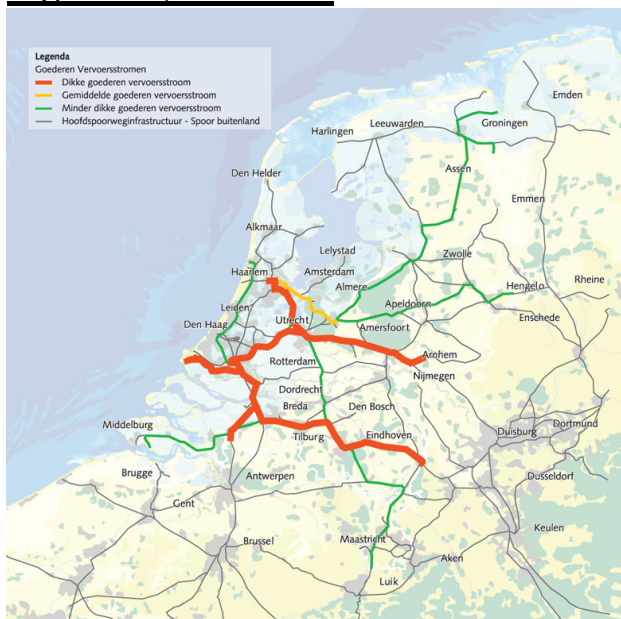 Legenda
Goederen Vervoersstromen
Dikke goederen vervoersstroom
Gemiddelde goederen vervoersstroom
Minder dikke goederen vervoersstroom
Hoofdspoorweginfrastructuur - Spoor buitenland
Emden
Groningen
Leeuwarden
Harlingen
Assen
Den Helder
Emmen
Alkmaar
Lelystad
Zwolle
Haarlem
Amsterdam
Rheine
Almere
Hengelo
Apeldoorn
Leiden
Enschede
Utrecht
Den Haag
Amersfoort
Arnhem
Rotterdam
Nijmegen
Dordrecht
Breda
Den Bosch
Middelburg
Dortmund
Duisburg
Tilburg
Eindhoven
Brugge
Antwerpen
Dusseldorf
Gent
Keulen
Brussel
Maastricht
Aken
Luik